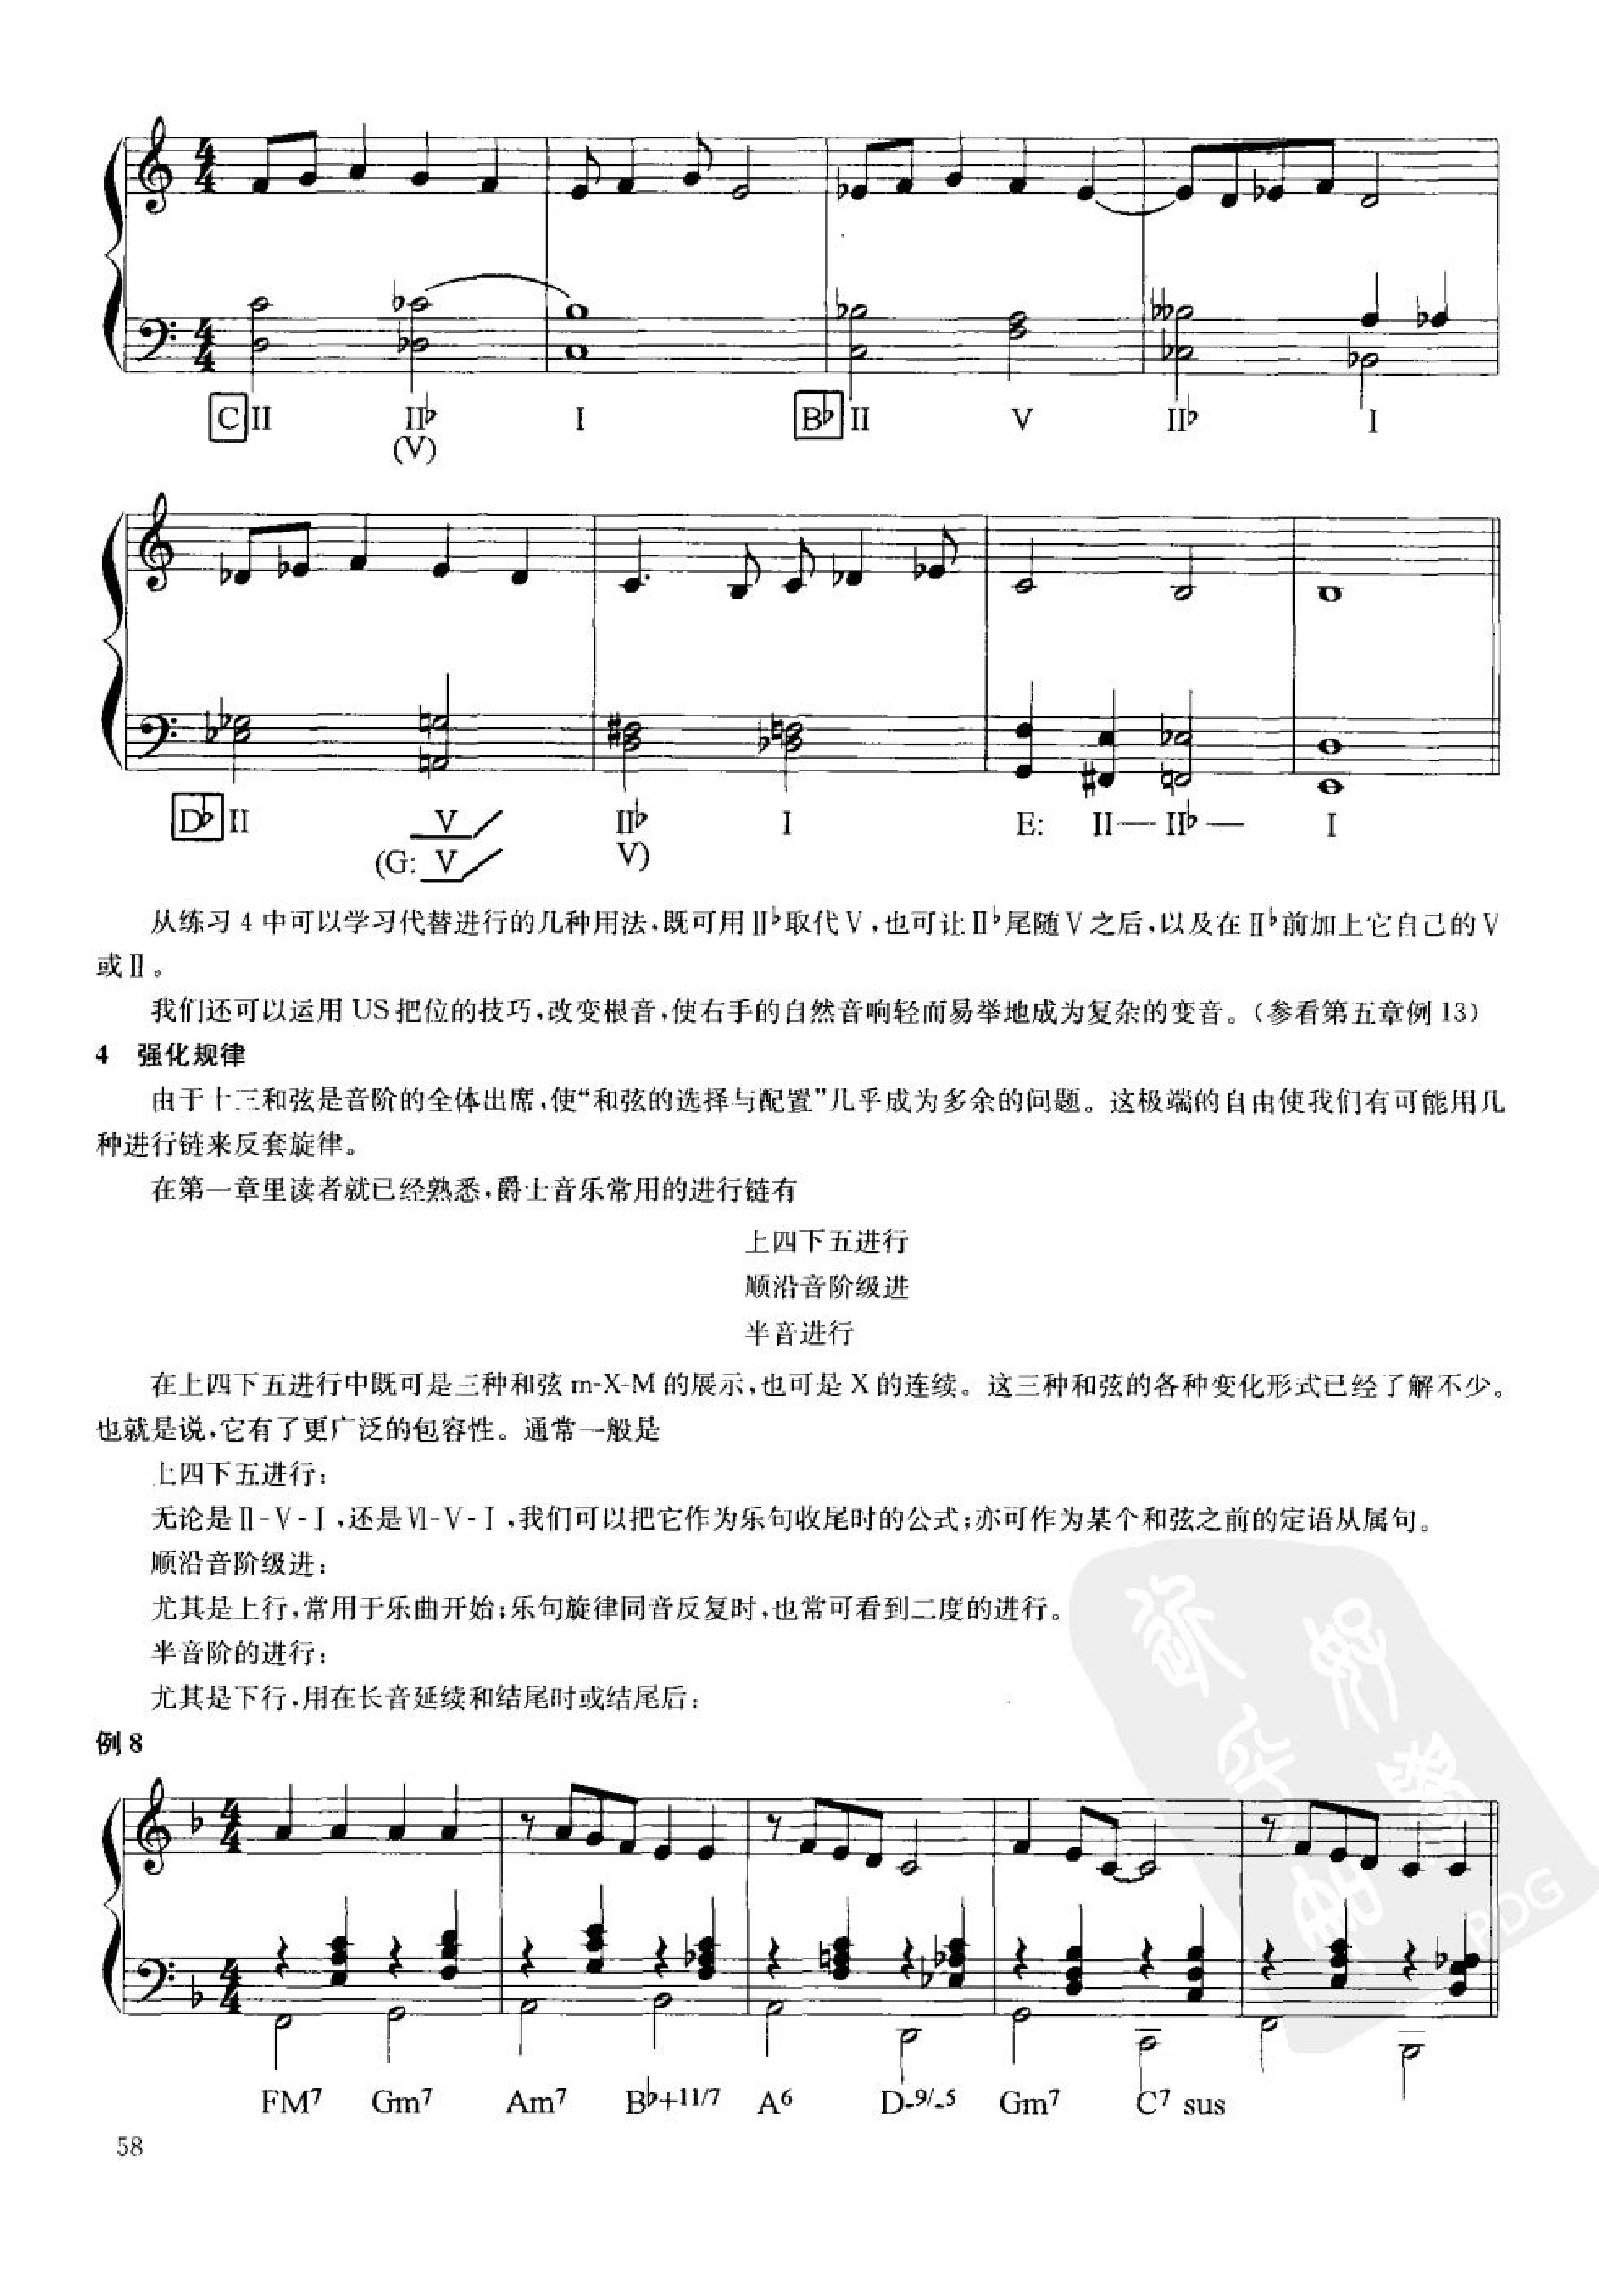 C II II♭ I B♭ II V II♭ I
(V)
D♭ II V II♭ I E: II — II♭ — I
(G: V V)
从练习 4 中可以学习代替进行的几种用法,既可用Ⅱ♭取代Ⅴ,也可让Ⅱ♭尾随Ⅴ之后,以及在Ⅱ♭前加上它自己的Ⅴ
或Ⅱ。
我们还可以运用 US 把位的技巧,改变根音,使右手的自然音响轻而易举地成为复杂的变音。(参看第五章例 13)
4 强化规律
由于十三和弦是音阶的全体出席,使“和弦的选择与配置”几乎成为多余的问题。这极端的自由使我们有可能用几
种进行链来反套旋律。
在第一章里读者就已经熟悉,爵士音乐常用的进行链有
上四下五进行
顺沿音阶级进
半音进行
在上四下五进行中既可是三种和弦 m-X-M 的展示,也可是 X 的连续。这三种和弦的各种变化形式已经了解不少。
也就是说,它有了更广泛的包容性。通常一般是
上四下五进行:
无论是Ⅱ-Ⅴ-Ⅰ,还是Ⅵ-Ⅴ-Ⅰ,我们可以把它作为乐句收尾时的公式;亦可作为某个和弦之前的定语从属句。
顺沿音阶级进:
尤其是上行,常用于乐曲开始;乐句旋律同音反复时,也常可看到二度的进行。
半音阶的进行:
尤其是下行,用在长音延续和结尾时或结尾后:
例 8
FM7 Gm7 Am7 B♭+11/7 A6 D-9/-5 Gm7 C7 sus
58
PDG